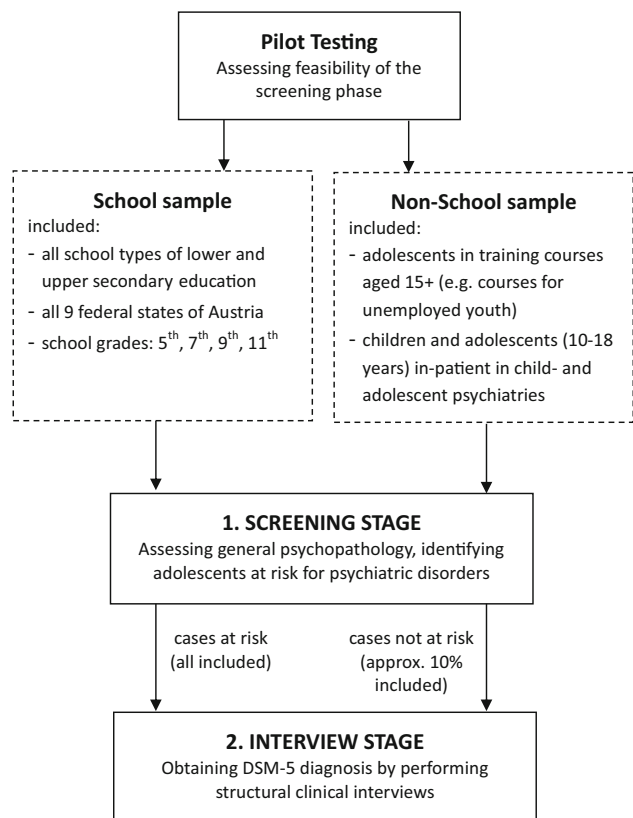 Pilot Testing
Assessing feasibility of the
screening phase
School sample
included:
- all school types of lower and
upper secondary education
- all 9 federal states of Austria
- school grades: 5th, 7th, 9th, 11th
Non-School sample
included:
- adolescents in training courses
aged 15+ (e.g. courses for
unemployed youth)
- children and adolescents (10-18
years) in-patient in child- and
adolescent psychiatries
1. SCREENING STAGE
Assessing general psychopathology, identifying
adolescents at risk for psychiatric disorders
cases at risk
(all included)
cases not at risk
(approx. 10%
included)
2. INTERVIEW STAGE
Obtaining DSM-5 diagnosis by performing
structural clinical interviews